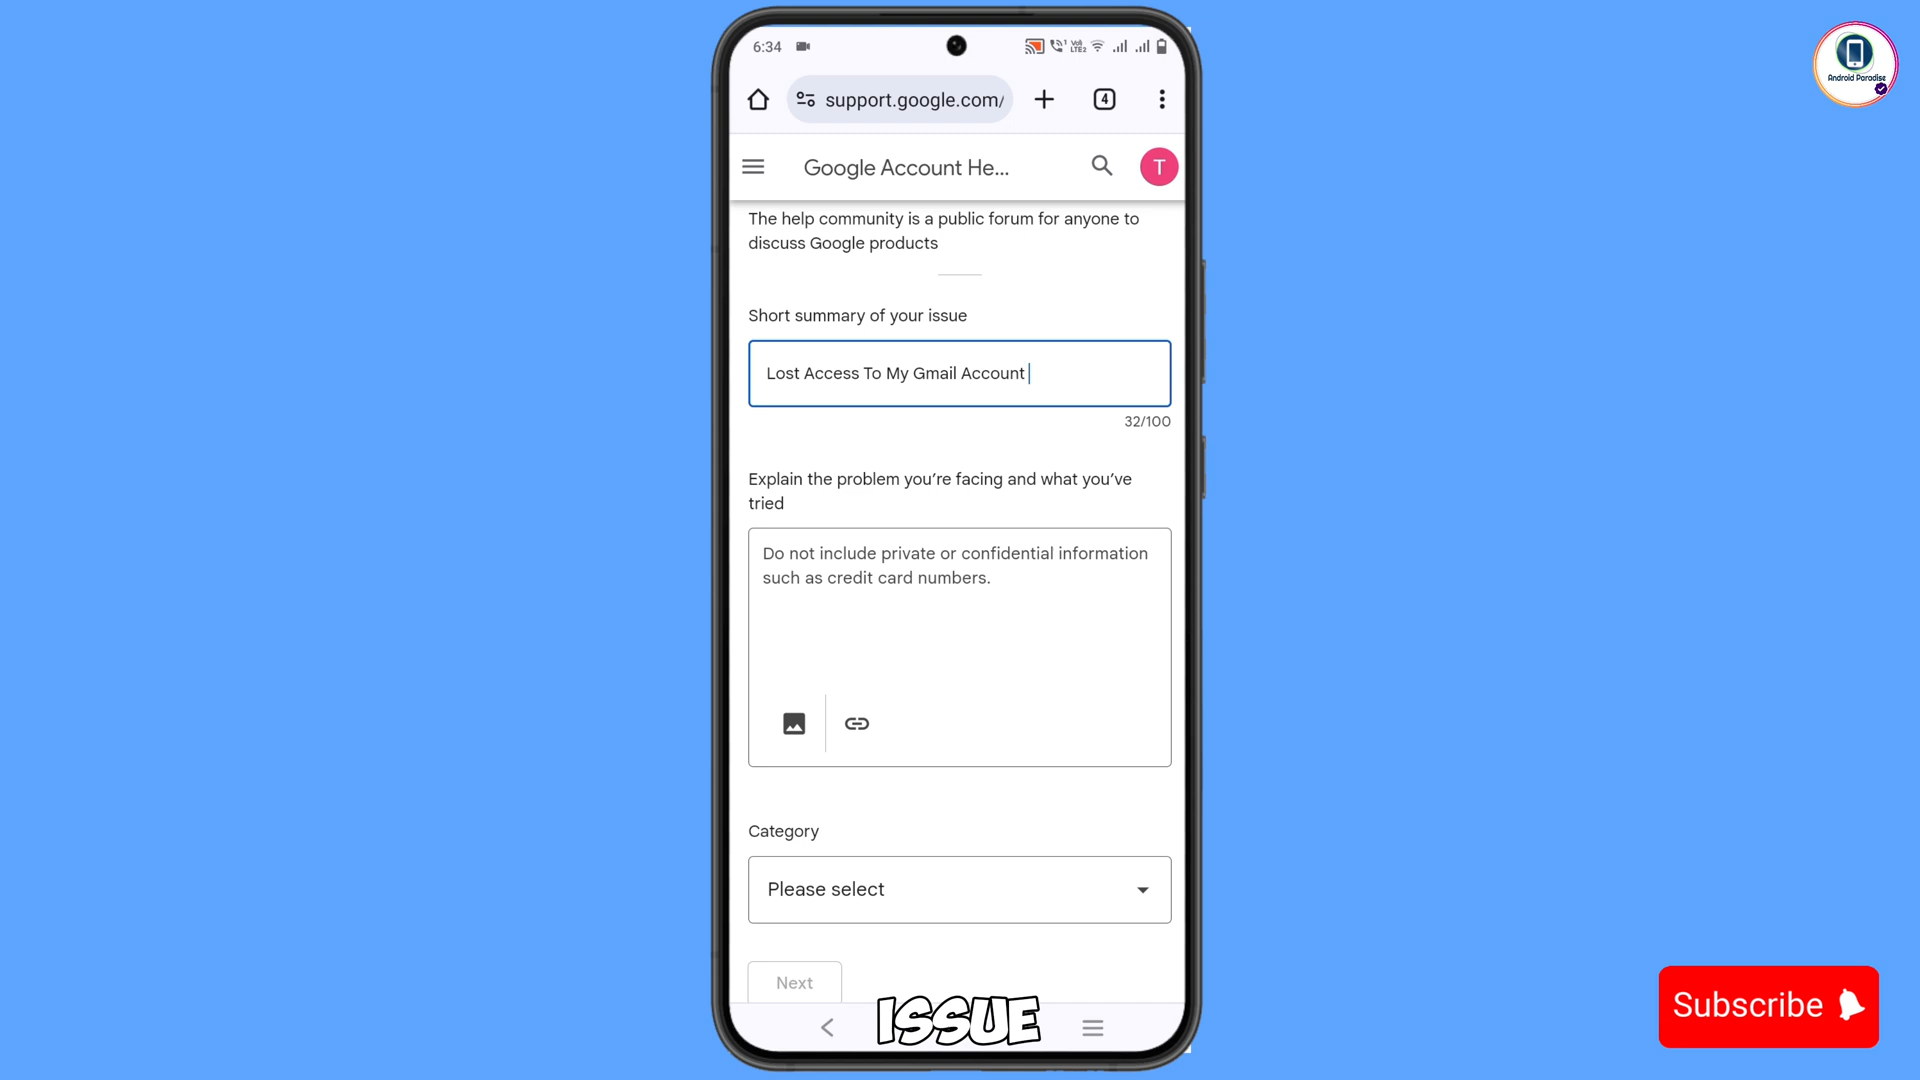 6:34
Vo)
LTE2
support.google.com/
4
Google Account He...
T
The help community is a public forum for anyone to
discuss Google products
Short summary of your issue
Lost Access To My Gmail Account
32/100
Explain the problem you’re facing and what you’ve
tried
Do not include private or confidential information
such as credit card numbers.
Category
Please select
Next
ISSUE
Android Paradise
Subscribe